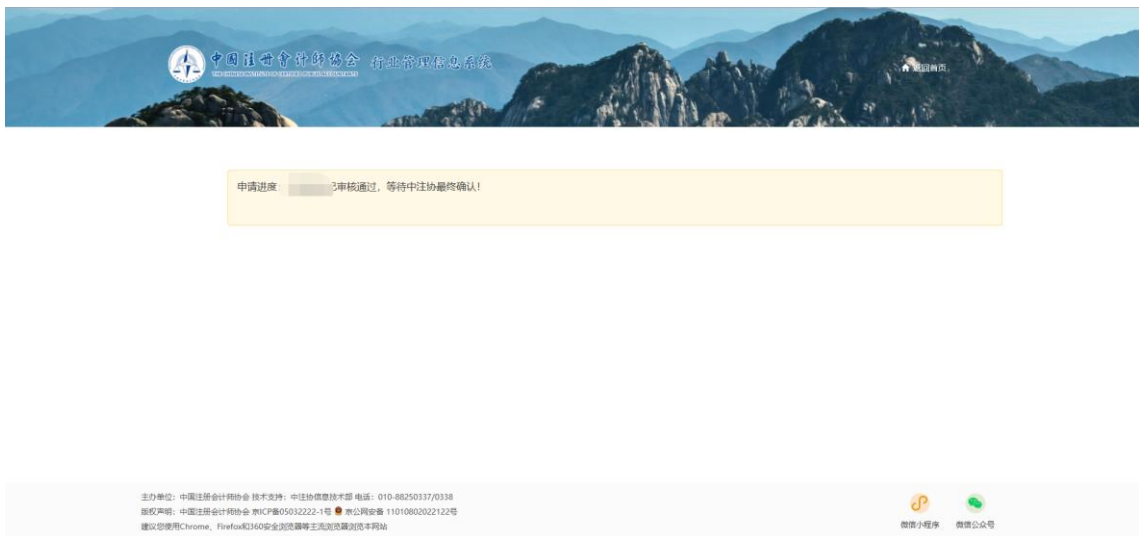 中国注册会计师协会 行业管理信息系统
THE CHINESE INSTITUTE OF CERTIFIED PUBLIC ACCOUNTANTS
返回首页
申请进度 已审核通过，等待中注协最终确认！
主办单位：中国注册会计师协会 技术支持：中注协信息技术部 电话：010-88250337/0338
版权声明：中国注册会计师协会 京ICP备05032222-1号 京公网安备 11010802022122号
建议您使用Chrome，Firefox和360安全浏览器等主流浏览器浏览本网站
微信小程序 微信公众号